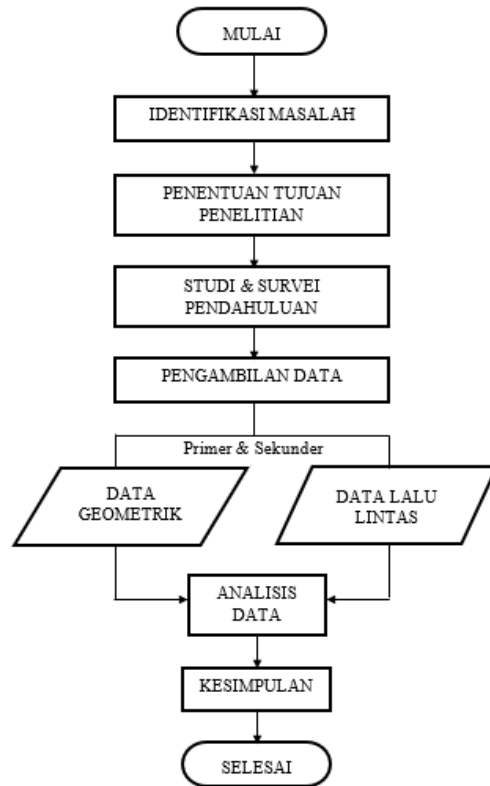 MULAI
IDENTIFIKASI MASALAH
PENENTUAN TUJUAN
PENELITIAN
STUDI & SURVEI
PENDAHULUAN
PENGAMBILAN DATA
Primer & Sekunder
DATA
GEOMETRIK
DATA LALU
LINTAS
ANALISIS
DATA
KESIMPULAN
SELESAI